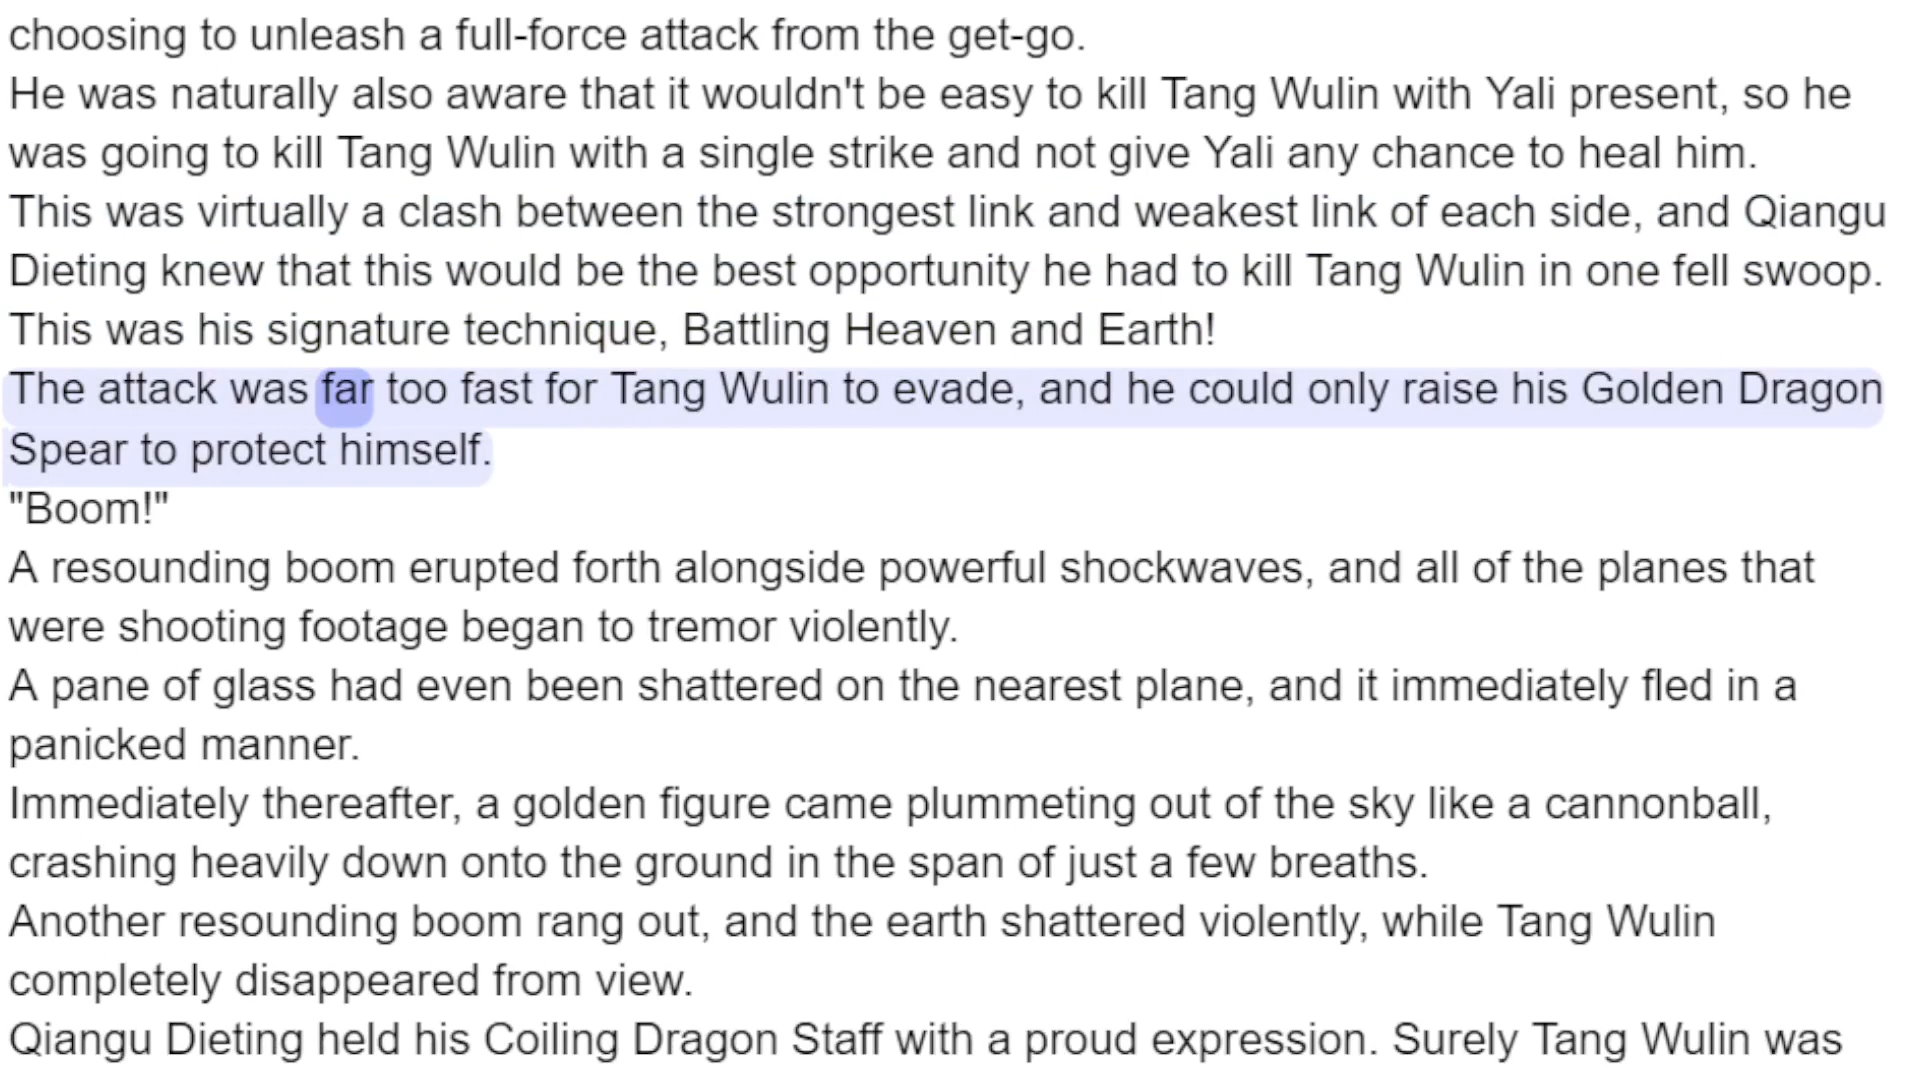 choosing to unleash a full-force attack from the get-go.
He was naturally also aware that it wouldn't be easy to kill Tang Wulin with Yali present, so he
was going to kill Tang Wulin with a single strike and not give Yali any chance to heal him.
This was virtually a clash between the strongest link and weakest link of each side, and Qiangu
Dieting knew that this would be the best opportunity he had to kill Tang Wulin in one fell swoop.
This was his signature technique, Battling Heaven and Earth!
The attack was far too fast for Tang Wulin to evade, and he could only raise his Golden Dragon
Spear to protect himself.
"Boom!"
A resounding boom erupted forth alongside powerful shockwaves, and all of the planes that
were shooting footage began to tremor violently.
A pane of glass had even been shattered on the nearest plane, and it immediately fled in a
panicked manner.
Immediately thereafter, a golden figure came plummeting out of the sky like a cannonball,
crashing heavily down onto the ground in the span of just a few breaths.
Another resounding boom rang out, and the earth shattered violently, while Tang Wulin
completely disappeared from view.
Qiangu Dieting held his Coiling Dragon Staff with a proud expression. Surely Tang Wulin was